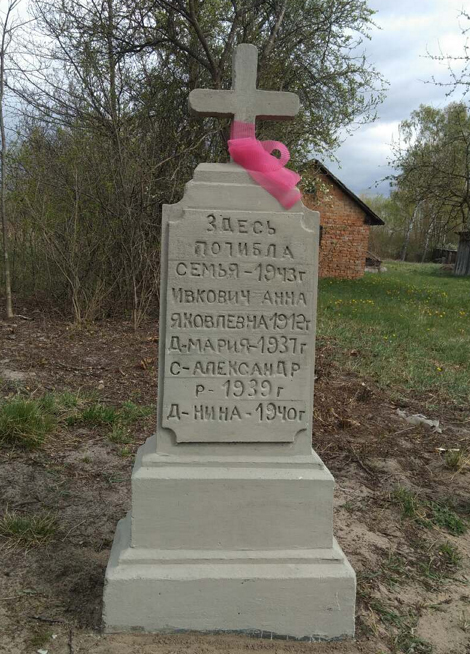 ЗДЕСЬ
ПОГИБЛА
СЕМЬЯ-1943г
ИВКОВИЧ АННА
ЯКОВЛЕВНА 1912г
Д-МАРИЯ-1937г
С-АЛЕКСАНДР
Р-1939г
Д-НИНА-1940г